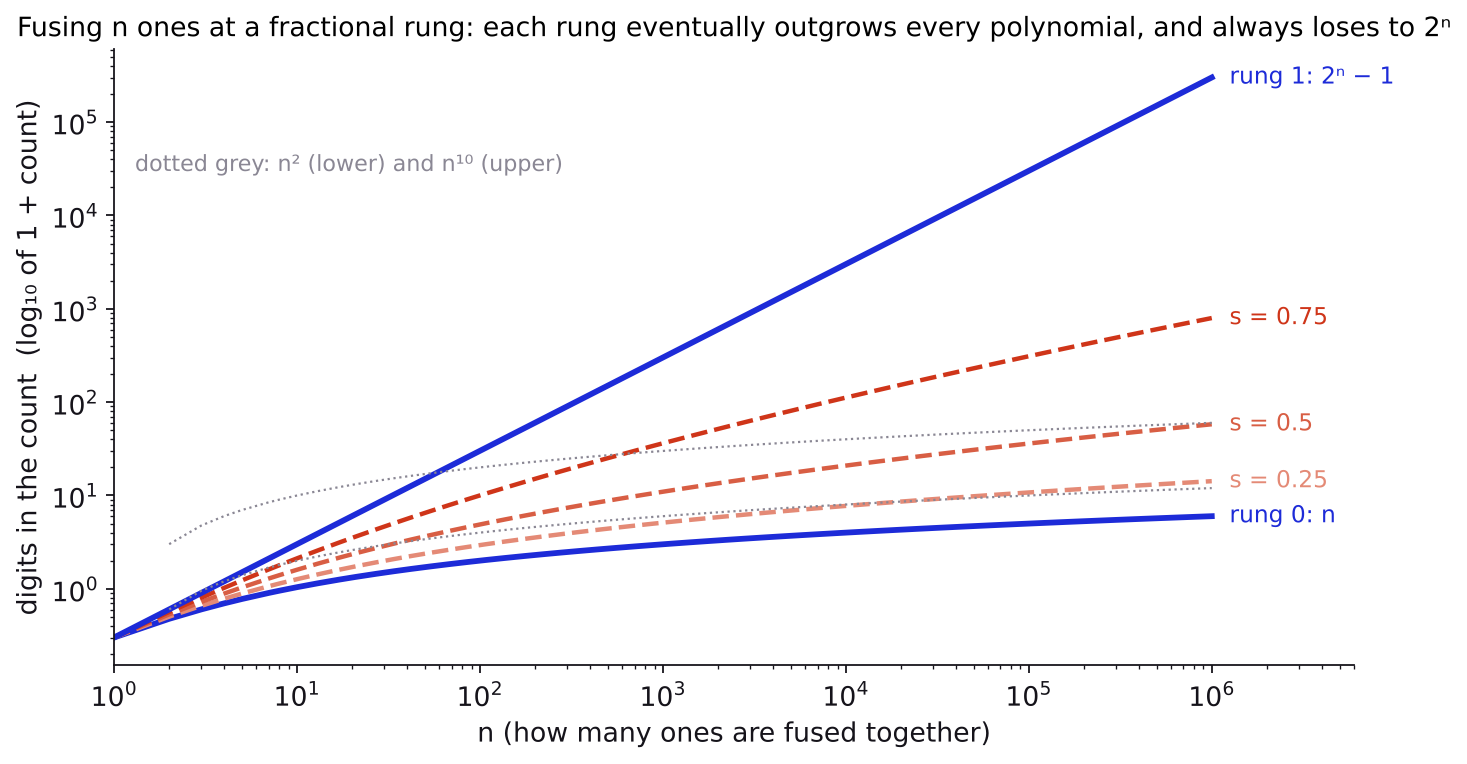 Fusing n ones at a fractional rung: each rung eventually outgrows every polynomial, and always loses to 2ⁿ
rung 1: 2ⁿ − 1
10⁵
dotted grey: n² (lower) and n¹⁰ (upper)
10⁴
10³
s = 0.75
10²
s = 0.5
s = 0.25
10¹
rung 0: n
10⁰
digits in the count (log₁₀ of 1 + count)
10⁰ 10¹ 10² 10³ 10⁴ 10⁵ 10⁶
n (how many ones are fused together)